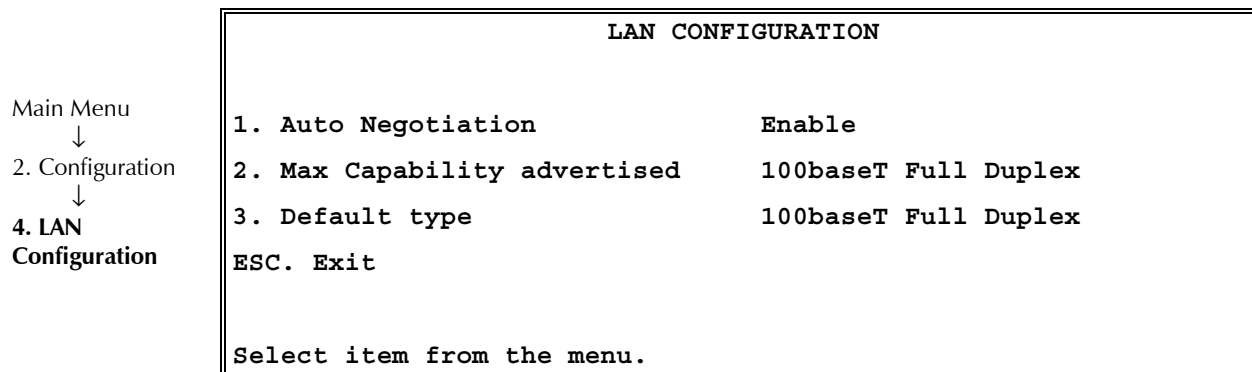 Main Menu
↓
2. Configuration
↓
4. LAN
Configuration
LAN CONFIGURATION
1. Auto Negotiation Enable
2. Max Capability advertised 100baseT Full Duplex
3. Default type 100baseT Full Duplex
ESC. Exit
Select item from the menu.